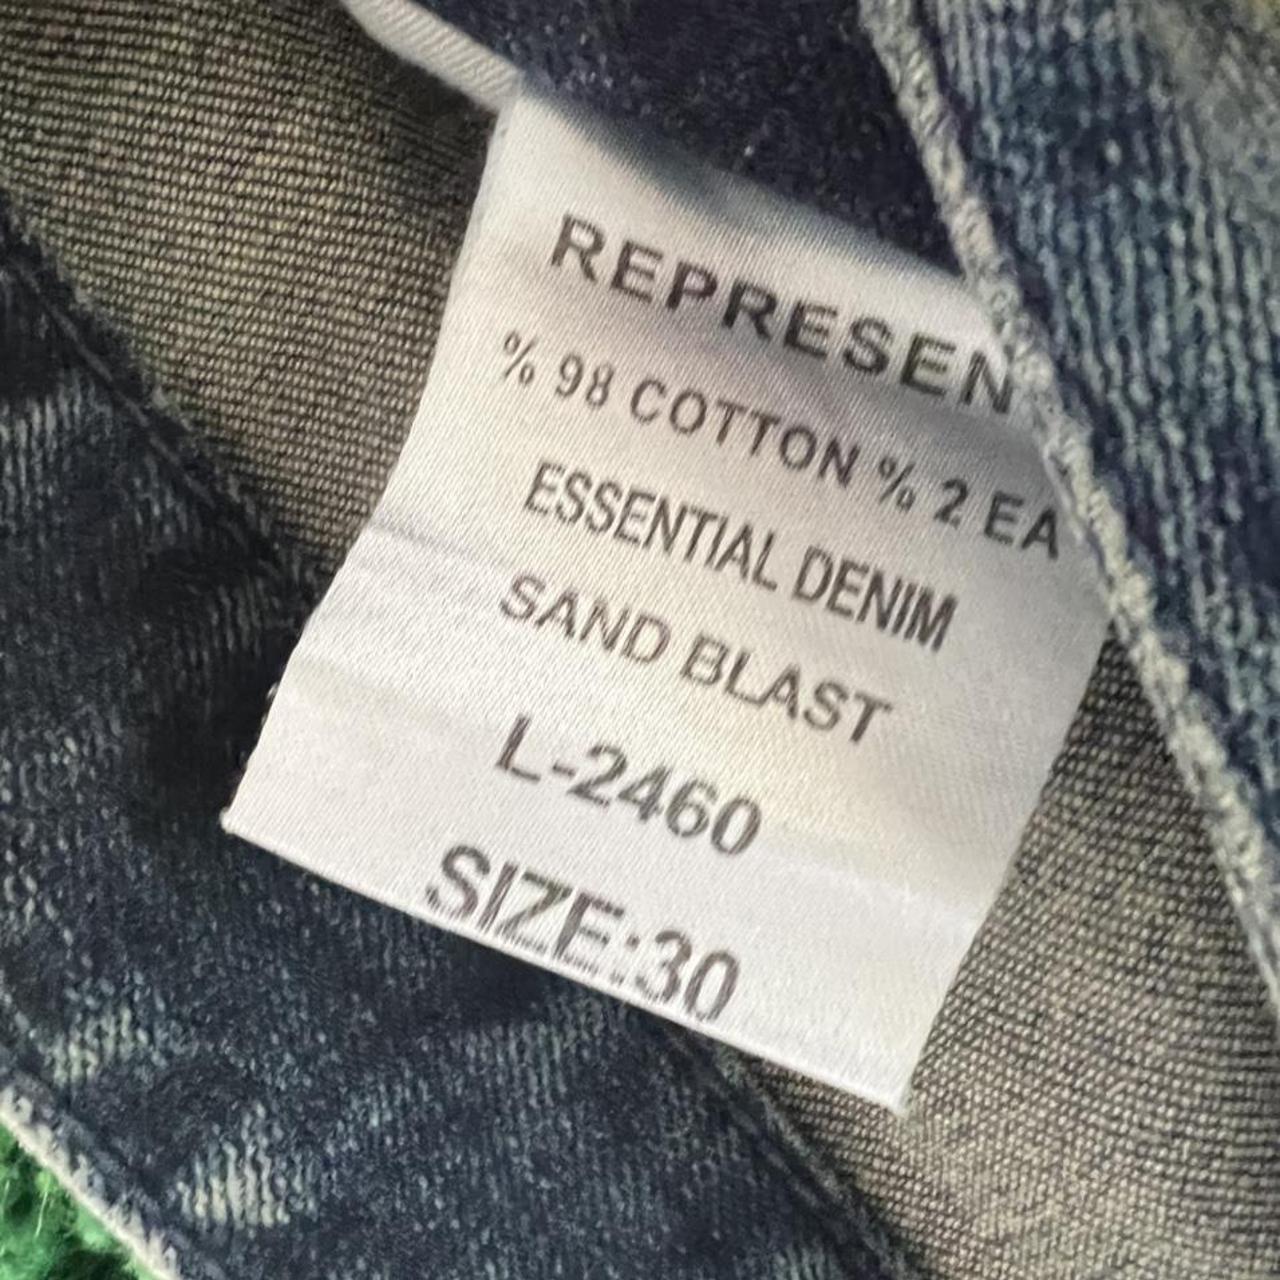 REPRESEN
% 98 COTTON % 2 EA
ESSENTIAL DENIM
SAND BLAST
L-2460
SIZE:30